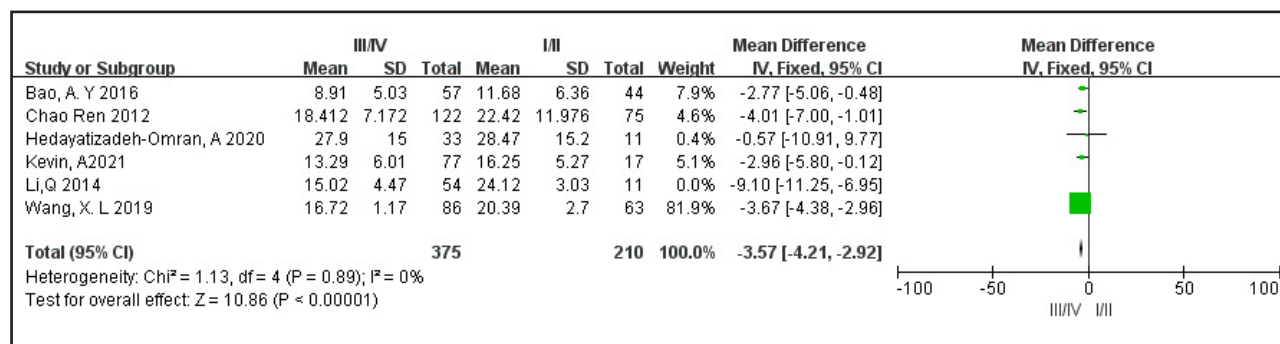 III/IV I/II Mean Difference Mean Difference
Study or Subgroup Mean SD Total Mean SD Total Weight IV, Fixed, 95% CI IV, Fixed, 95% CI
Bao, A. Y 2016 8.91 5.03 57 11.68 6.36 44 7.9% -2.77 [-5.06, -0.48]
Chao Ren 2012 18.412 7.172 122 22.42 11.976 75 4.6% -4.01 [-7.00, -1.01]
Hedayatizadeh-Omran, A 2020 27.9 15 33 28.47 15.2 11 0.4% -0.57 [-10.91, 9.77]
Kevin, A2021 13.29 6.01 77 16.25 5.27 17 5.1% -2.96 [-5.80, -0.12]
Li,Q 2014 15.02 4.47 54 24.12 3.03 11 0.0% -9.10 [-11.25, -6.95]
Wang, X. L 2019 16.72 1.17 86 20.39 2.7 63 81.9% -3.67 [-4.38, -2.96]
Total (95% CI) 375 210 100.0% -3.57 [-4.21, -2.92]
Heterogeneity: Chi² = 1.13, df = 4 (P = 0.89); I² = 0%
Test for overall effect: Z = 10.86 (P < 0.00001)
-100 -50 0 50 100
III/IV I/II